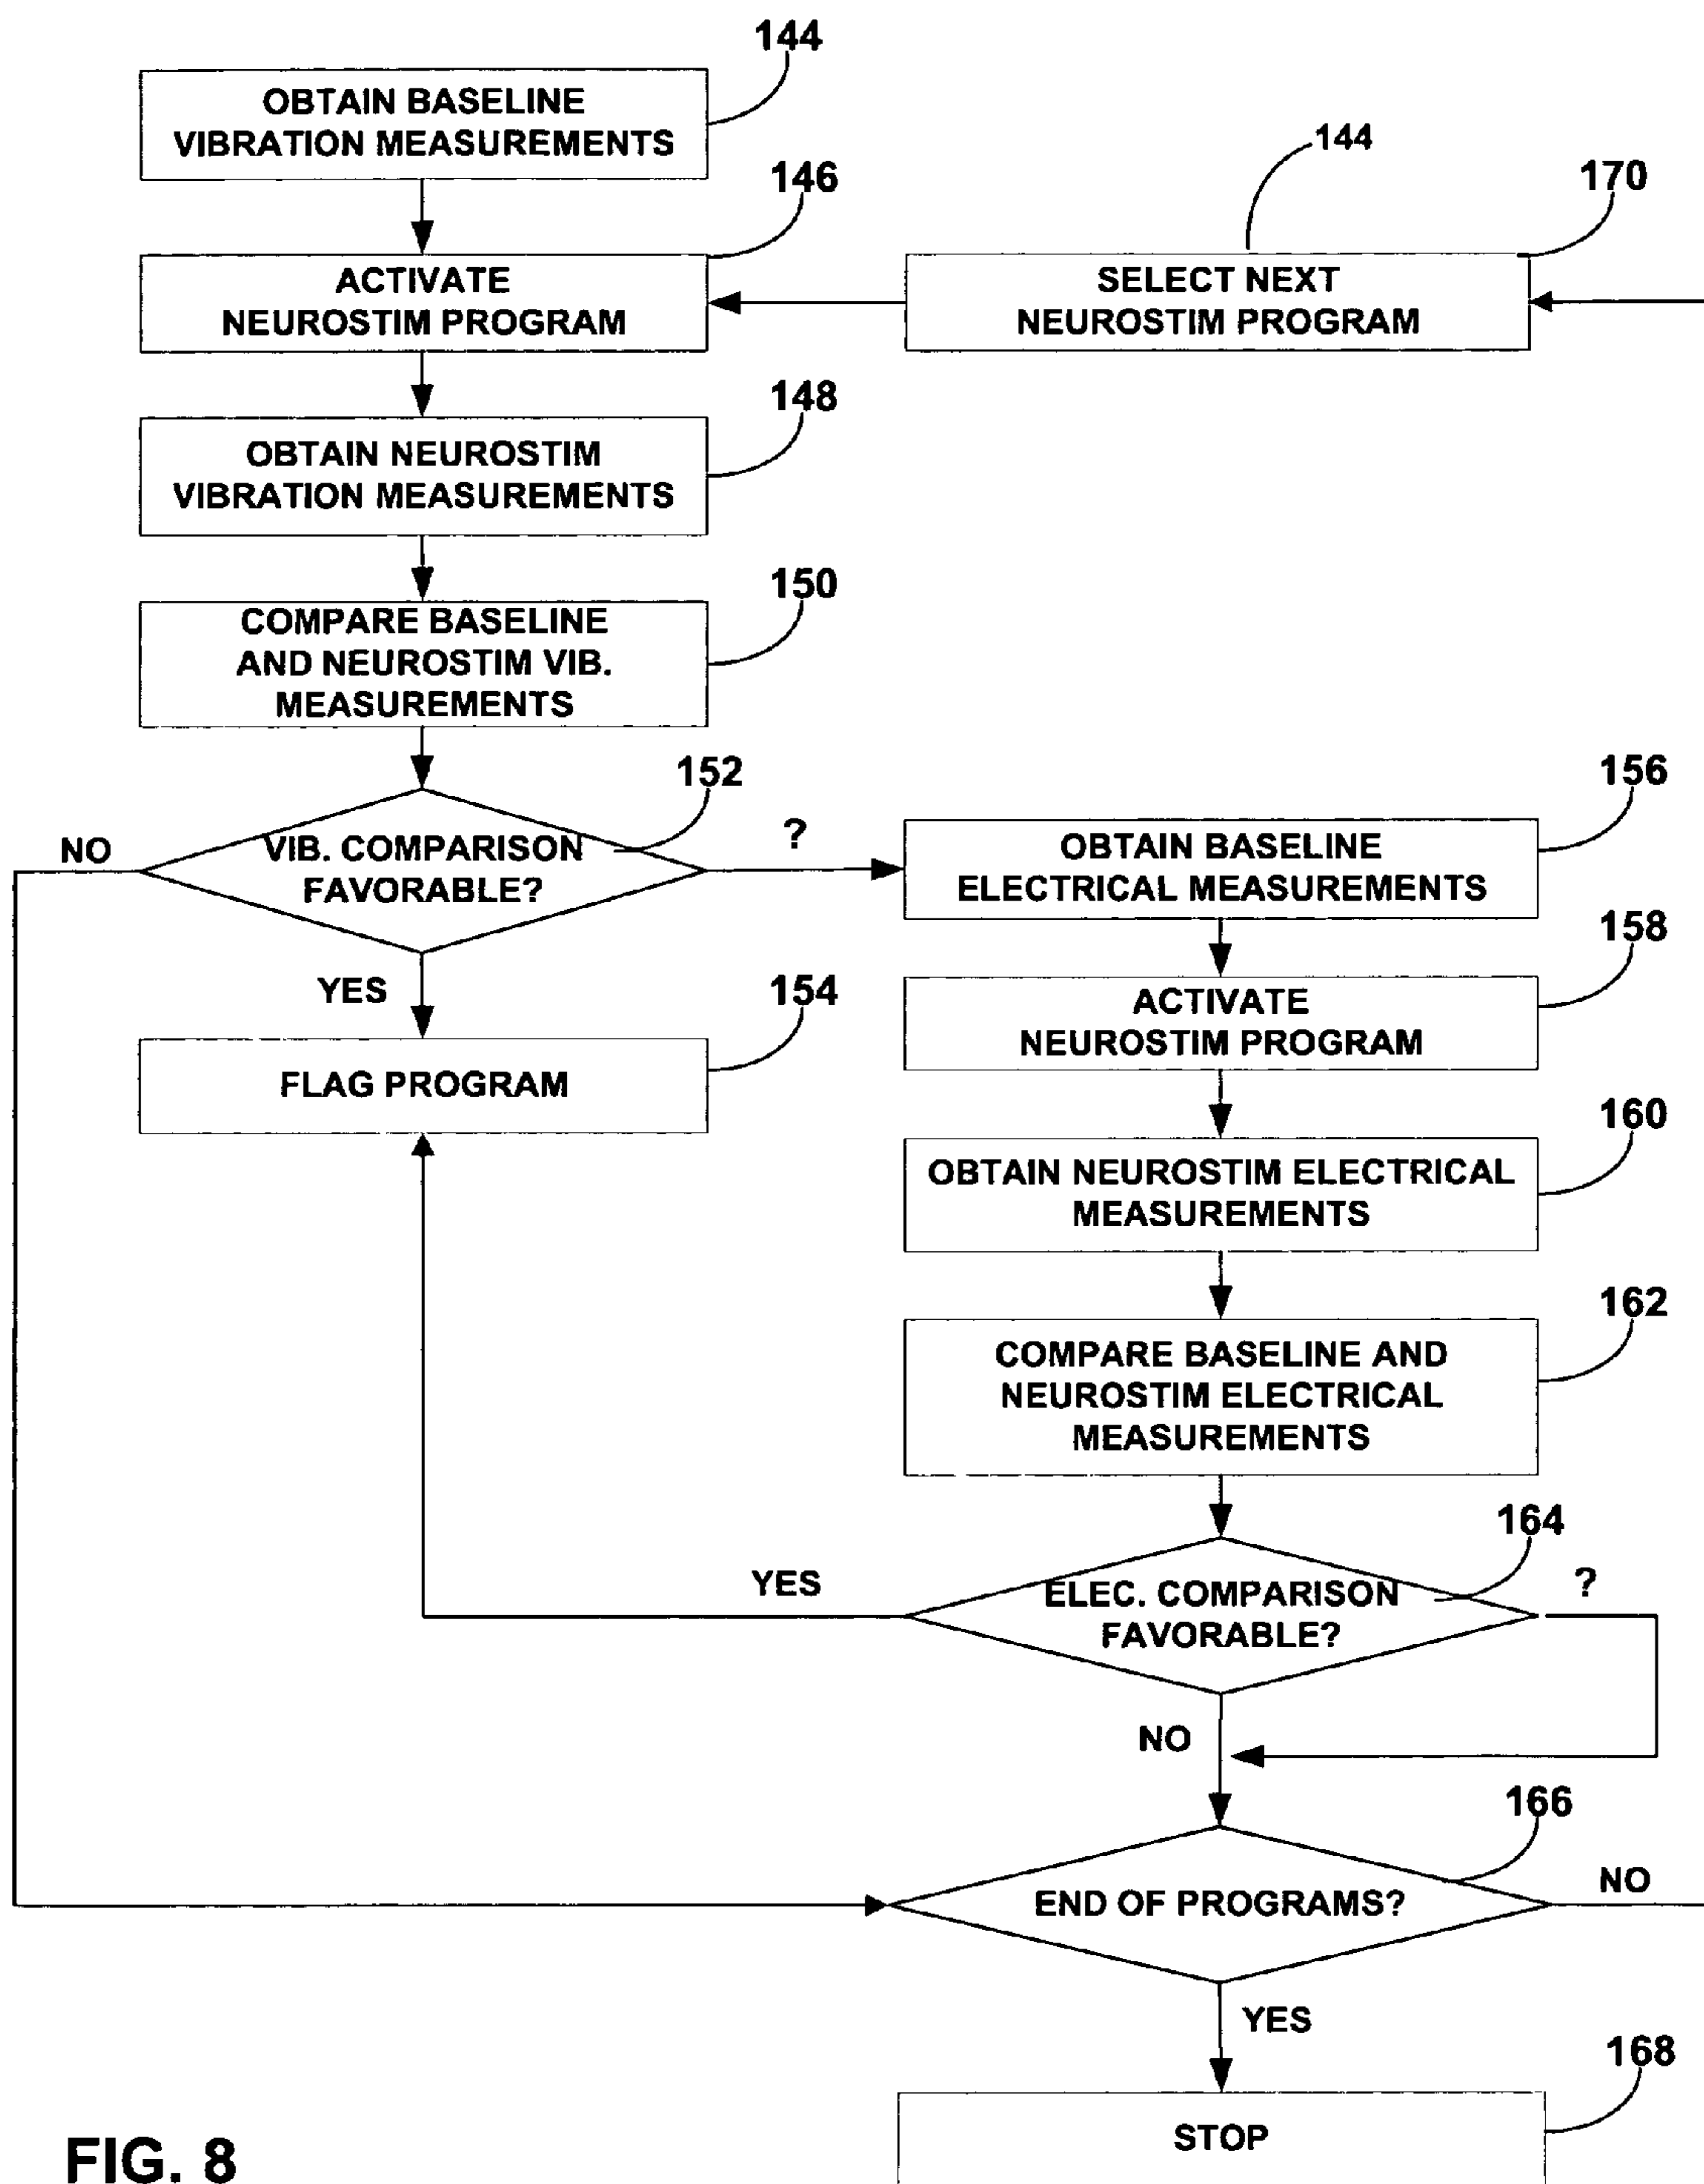 144
OBTAIN BASELINE
VIBRATION MEASUREMENTS
144
146
170
ACTIVATE
NEUROSTIM PROGRAM
SELECT NEXT
NEUROSTIM PROGRAM
148
OBTAIN NEUROSTIM
VIBRATION MEASUREMENTS
150
COMPARE BASELINE
AND NEUROSTIM VIB.
MEASUREMENTS
152
NO
VIB. COMPARISON
FAVORABLE?
?
YES
154
FLAG PROGRAM
156
OBTAIN BASELINE
ELECTRICAL MEASUREMENTS
158
ACTIVATE
NEUROSTIM PROGRAM
160
OBTAIN NEUROSTIM ELECTRICAL
MEASUREMENTS
162
COMPARE BASELINE AND
NEUROSTIM ELECTRICAL
MEASUREMENTS
164
YES
ELEC. COMPARISON
FAVORABLE?
?
NO
166
END OF PROGRAMS?
NO
YES
168
STOP
FIG. 8